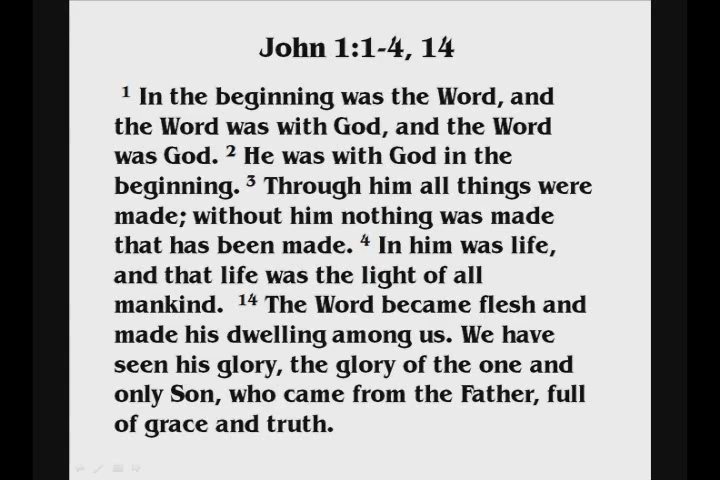 John 1:1-4, 14
1 In the beginning was the Word, and
the Word was with God, and the Word
was God. 2 He was with God in the
beginning. 3 Through him all things were
made; without him nothing was made
that has been made. 4 In him was life,
and that life was the light of all
mankind. 14 The Word became flesh and
made his dwelling among us. We have
seen his glory, the glory of the one and
only Son, who came from the Father, full
of grace and truth.